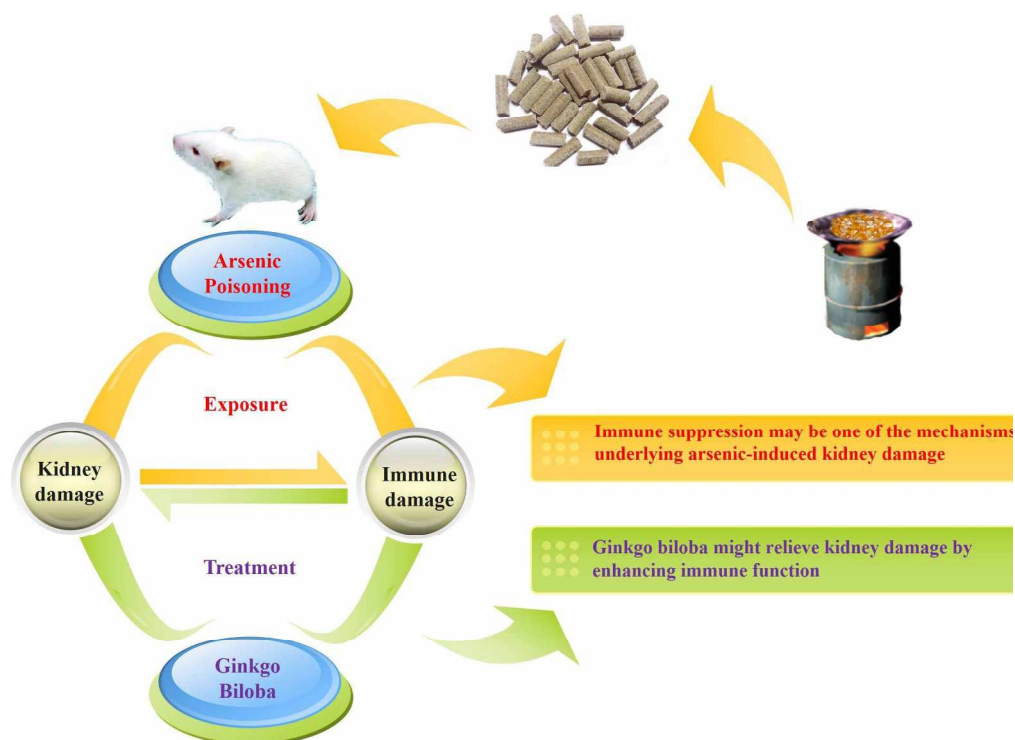 Arsenic
Poisoning
Exposure
Kidney
damage
Immune
damage
Immune suppression may be one of the mechanisms
underlying arsenic-induced kidney damage
Treatment
Ginkgo biloba might relieve kidney damage by
enhancing immune function
Ginkgo
Biloba